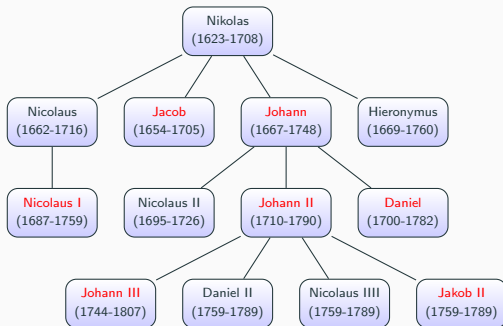 Nikolas
(1623-1708)
Nicolaus
(1662-1716)
Jacob
(1654-1705)
Johann
(1667-1748)
Hieronymus
(1669-1760)
Nicolaus I
(1687-1759)
Nicolaus II
(1695-1726)
Johann II
(1710-1790)
Daniel
(1700-1782)
Johann III
(1744-1807)
Daniel II
(1759-1789)
Nicolaus IIII
(1759-1789)
Jakob II
(1759-1789)